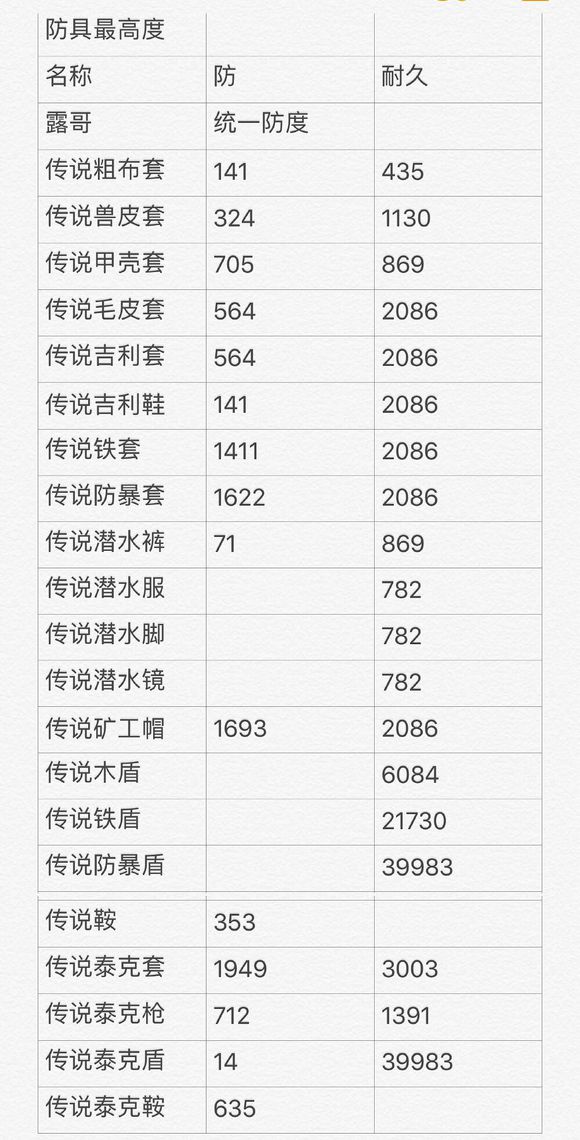 防具最高度
名称 防 耐久
露哥 统一防度
传说粗布套 141 435
传说兽皮套 324 1130
传说甲壳套 705 869
传说毛皮套 564 2086
传说吉利套 564 2086
传说吉利鞋 141 2086
传说铁套 1411 2086
传说防暴套 1622 2086
传说潜水裤 71 869
传说潜水服 782
传说潜水脚 782
传说潜水镜 782
传说矿工帽 1693 2086
传说木盾 6084
传说铁盾 21730
传说防暴盾 39983
传说鞍 353
传说泰克套 1949 3003
传说泰克枪 712 1391
传说泰克盾 14 39983
传说泰克鞍 635